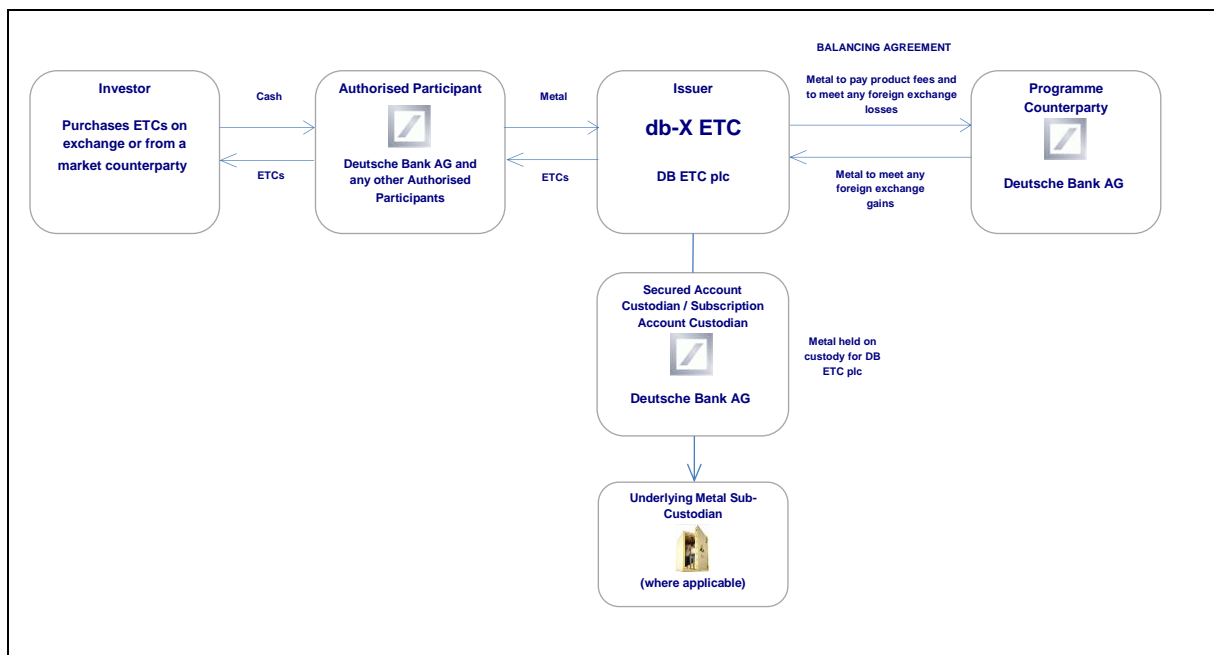 Investor
Purchases ETCs on
exchange or from a
market counterparty
Cash
ETCs
Authorised Participant
Deutsche Bank AG and
any other Authorised
Participants
Metal
ETCs
Issuer
db-X ETC
DB ETC plc
BALANCING AGREEMENT
Metal to pay product fees and
to meet any foreign exchange
losses
Metal to meet any
foreign exchange
gains
Programme
Counterparty
Deutsche Bank AG
Secured Account
Custodian / Subscription
Account Custodian
Deutsche Bank AG
Metal held on
custody for DB
ETC plc
Underlying Metal Sub-
Custodian
(where applicable)